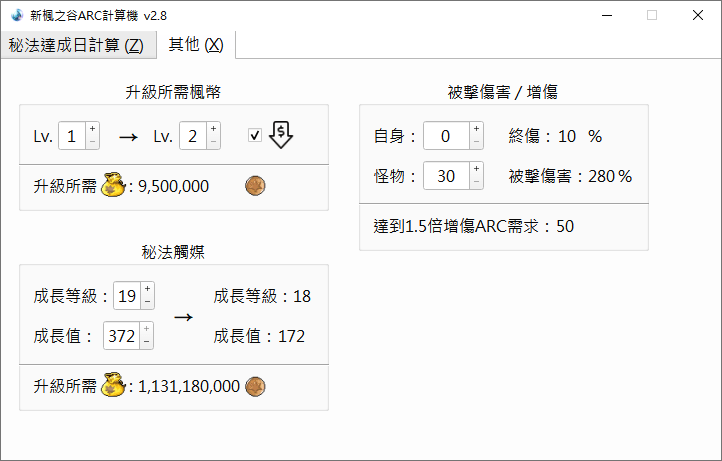 新楓之谷ARC計算機 v2.8
秘法達成日計算 (Z)
其他 (X)
升級所需楓幣
Lv. 1 → Lv. 2
升級所需 : 9,500,000
秘法觸媒
成長等級 : 19 → 成長等級 : 18
成長值 : 372 成長值 : 172
升級所需 : 1,131,180,000
被擊傷害 / 增傷
自身 : 0 終傷 : 10 %
怪物 : 30 被擊傷害 : 280 %
達到1.5倍增傷ARC需求 : 50